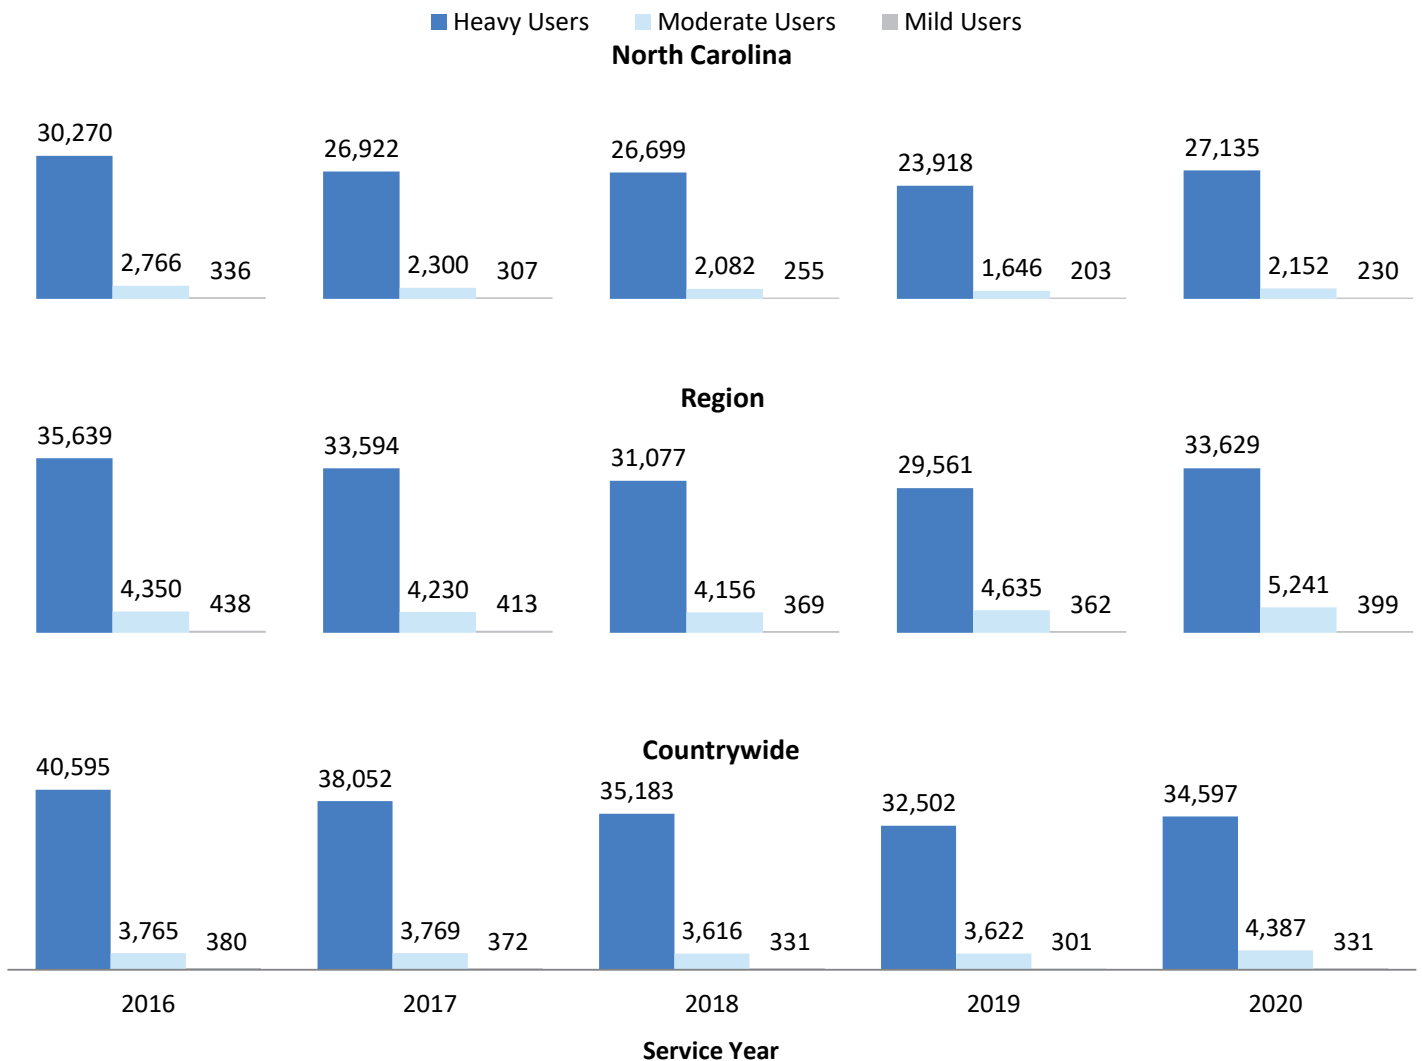 Heavy Users Moderate Users Mild Users
North Carolina
30,270 2,766 336 26,922 2,300 307 26,699 2,082 255 23,918 1,646 203 27,135 2,152 230
Region
35,639 4,350 438 33,594 4,230 413 31,077 4,156 369 29,561 4,635 362 33,629 5,241 399
Countrywide
40,595 3,765 380 38,052 3,769 372 35,183 3,616 331 32,502 3,622 301 34,597 4,387 331
2016 2017 2018 2019 2020
Service Year